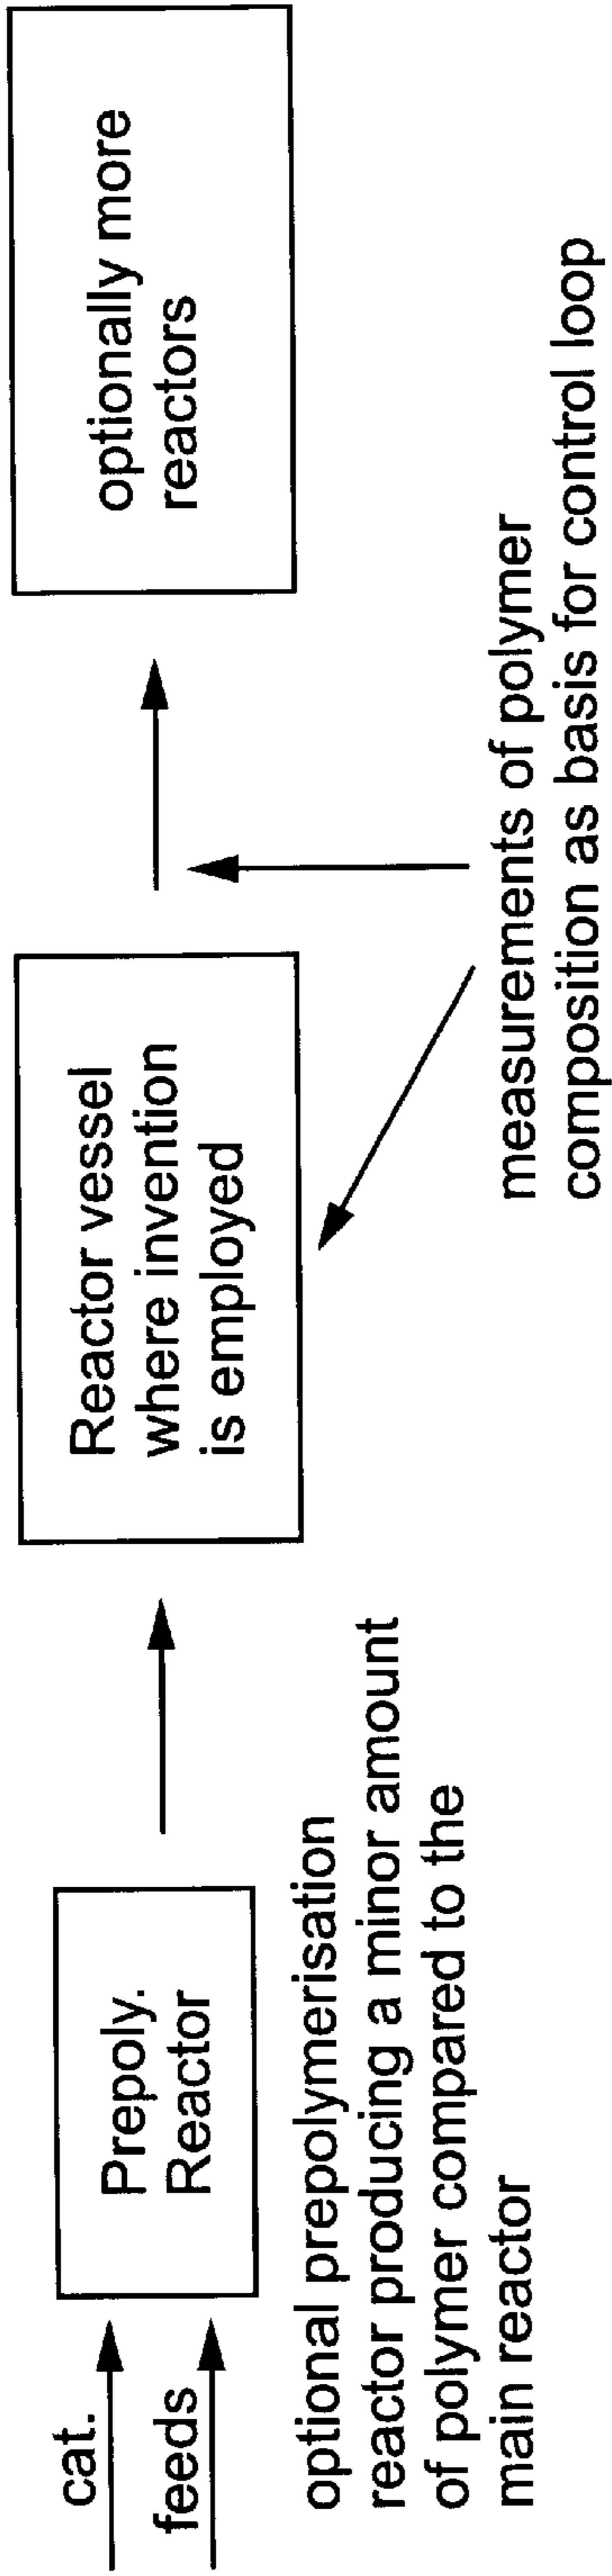 cat.
feeds
Prepoly.
Reactor
optional prepolymerisation
reactor producing a minor amount
of polymer compared to the
main reactor
Reactor vessel
where invention
is employed
measurements of polymer
composition as basis for control loop
optionally more
reactors